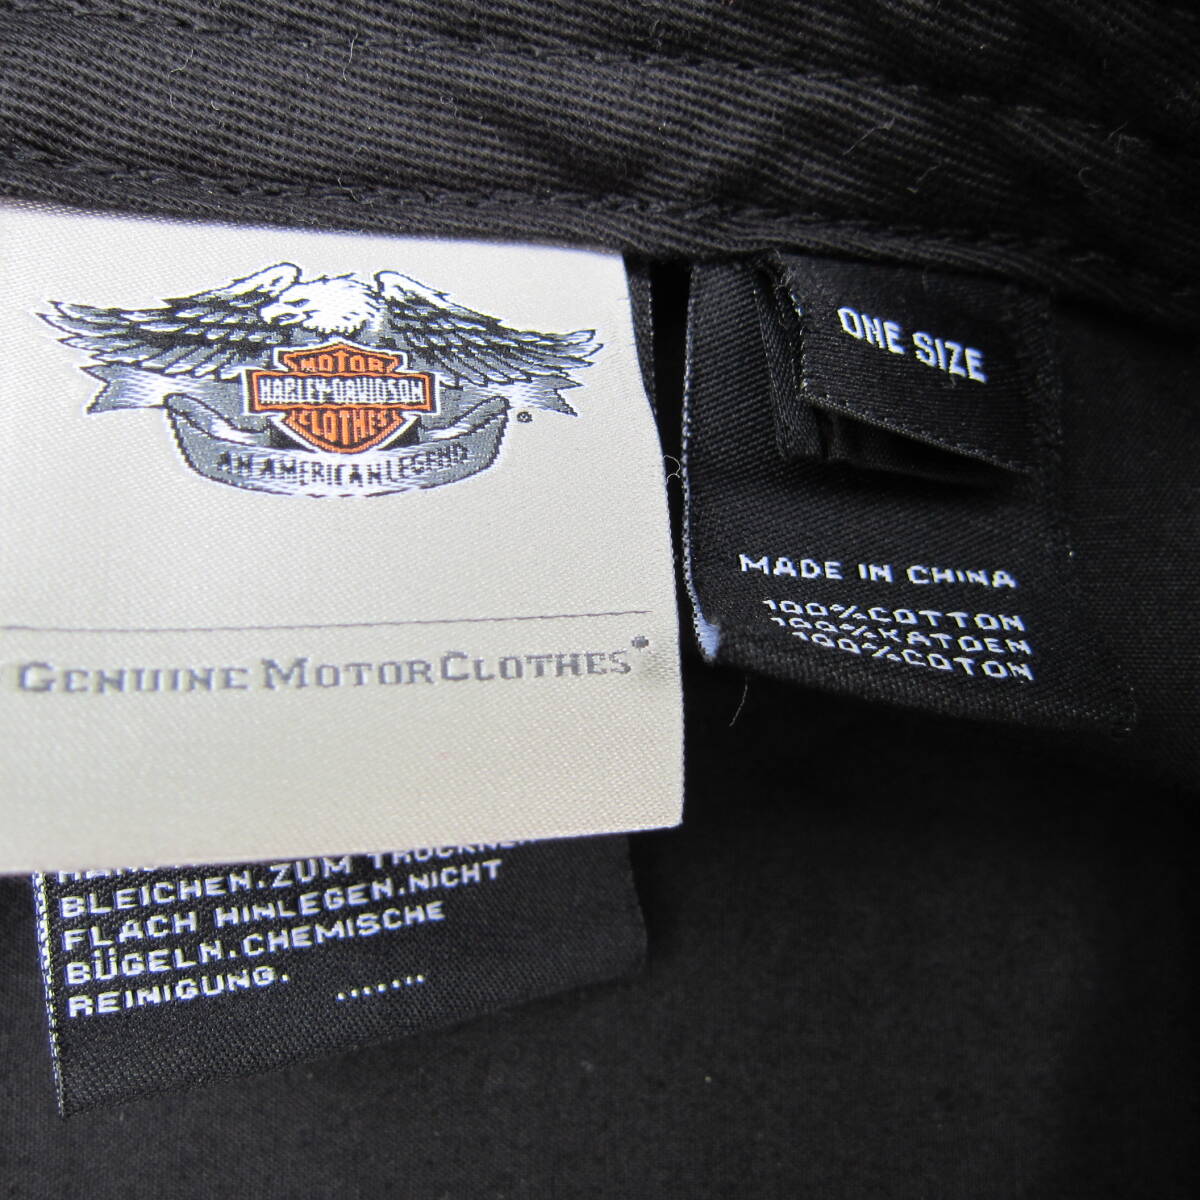 MOTOR
HARLEY-DAVIDSON
CLOTHES
®
AN AMERICAN LEGEND
GENUINE MOTORCLOTHES®
ONE SIZE
MADE IN CHINA
100%COTTON
100%KATOEN
100%COTON
BLEICHEN.ZUM
FLACH HINLEGEN.NICHT
BÜGELN.CHEMISCHE
REINIGUNG. .......